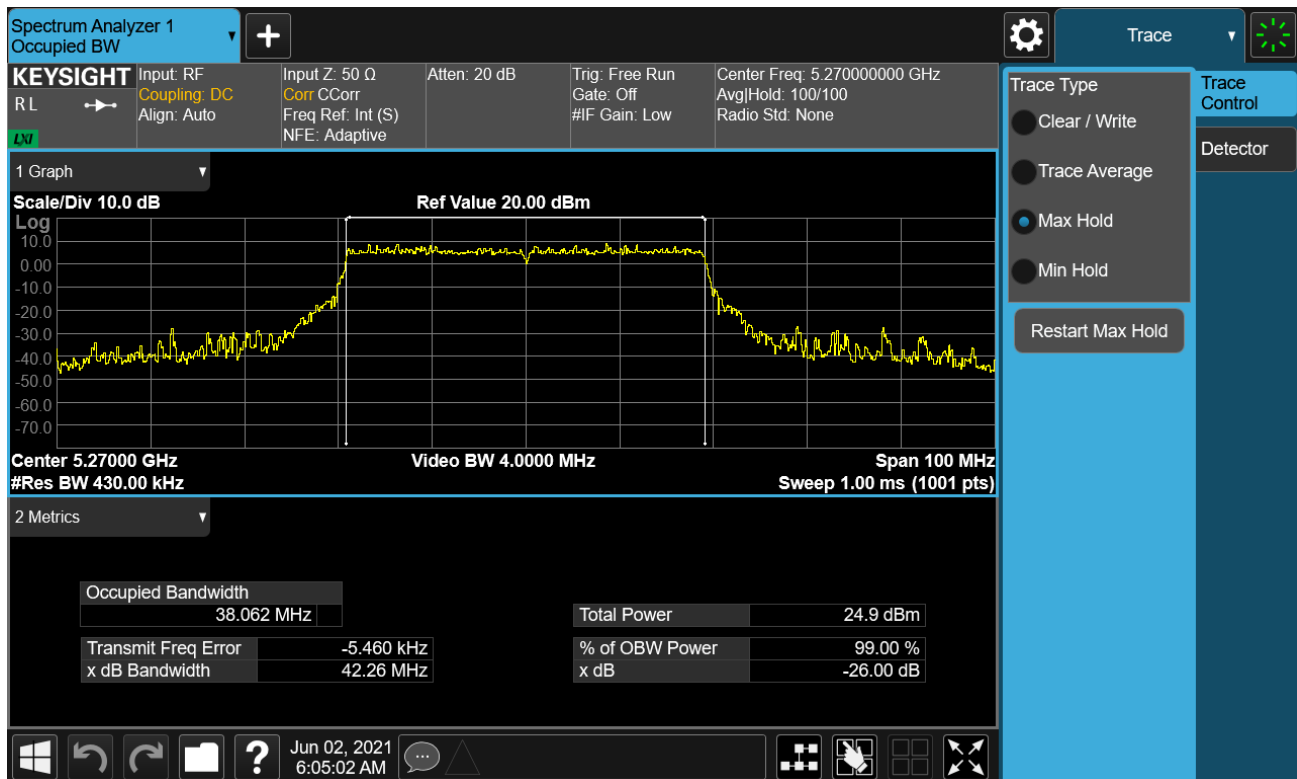 Spectrum Analyzer 1
Occupied BW
+
Trace
KEYSIGHT
R L
LXI
Input: RF
Coupling: DC
Align: Auto
Input Z: 50 Ω
Corr CCorr
Freq Ref: Int (S)
NFE: Adaptive
Atten: 20 dB
Trig: Free Run
Gate: Off
#IF Gain: Low
Center Freq: 5.270000000 GHz
Avg|Hold: 100/100
Radio Std: None
Trace Type
Clear / Write
Trace Average
Max Hold
Min Hold
Restart Max Hold
Trace
Control
Detector
1 Graph
Scale/Div 10.0 dB
Ref Value 20.00 dBm
Log
10.0
0.00
-10.0
-20.0
-30.0
-40.0
-50.0
-60.0
-70.0
Center 5.27000 GHz
Video BW 4.0000 MHz
Span 100 MHz
#Res BW 430.00 kHz
Sweep 1.00 ms (1001 pts)
2 Metrics
Occupied Bandwidth
38.062 MHz
Total Power 24.9 dBm
Transmit Freq Error -5.460 kHz
% of OBW Power 99.00 %
x dB Bandwidth 42.26 MHz
x dB -26.00 dB
?
Jun 02, 2021
6:05:02 AM